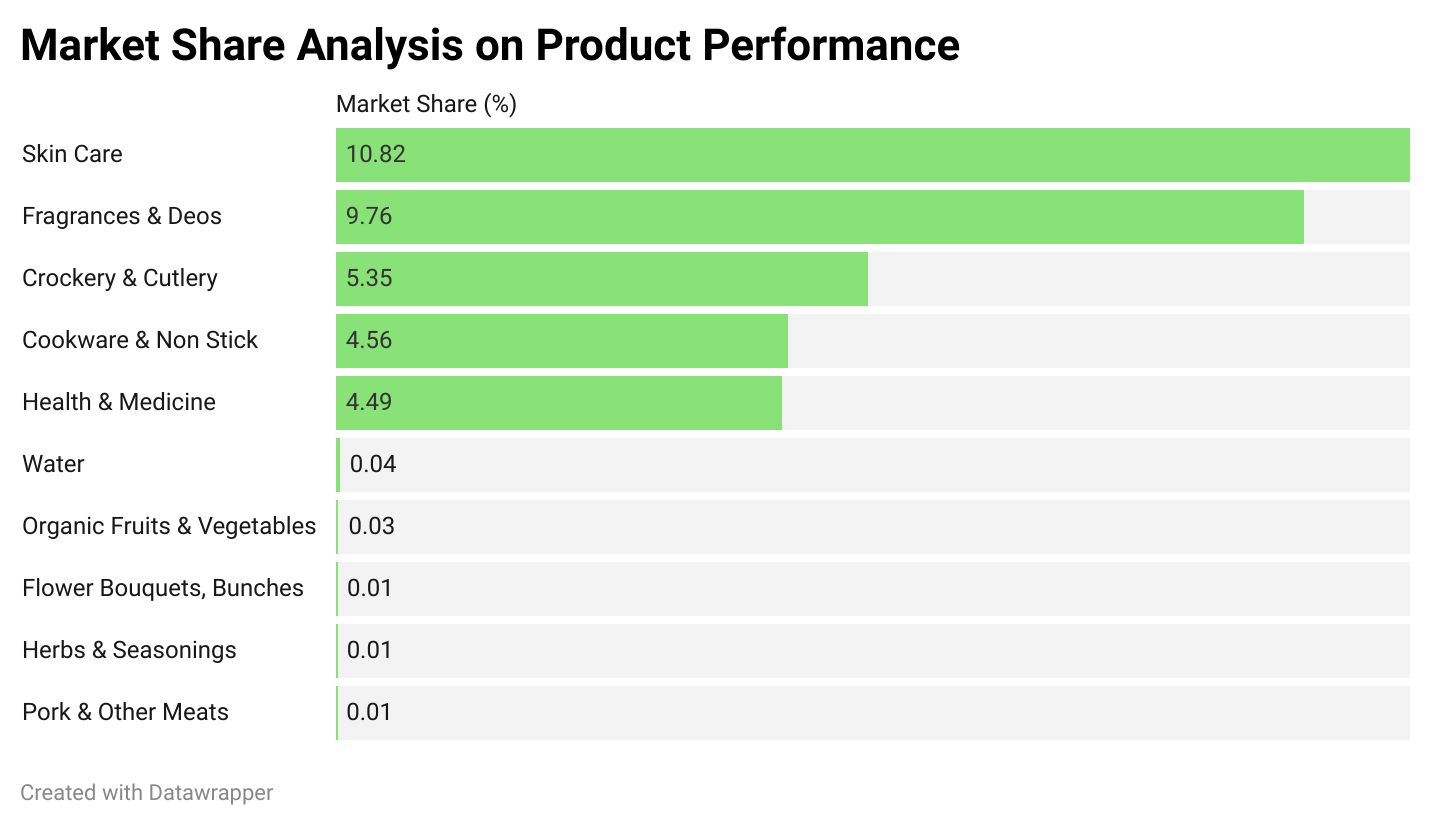 Market Share Analysis on Product Performance
Market Share (%)
Skin Care 10.82
Fragrances & Deos 9.76
Crockery & Cutlery 5.35
Cookware & Non Stick 4.56
Health & Medicine 4.49
Water 0.04
Organic Fruits & Vegetables 0.03
Flower Bouquets, Bunches 0.01
Herbs & Seasonings 0.01
Pork & Other Meats 0.01
Created with Datawrapper